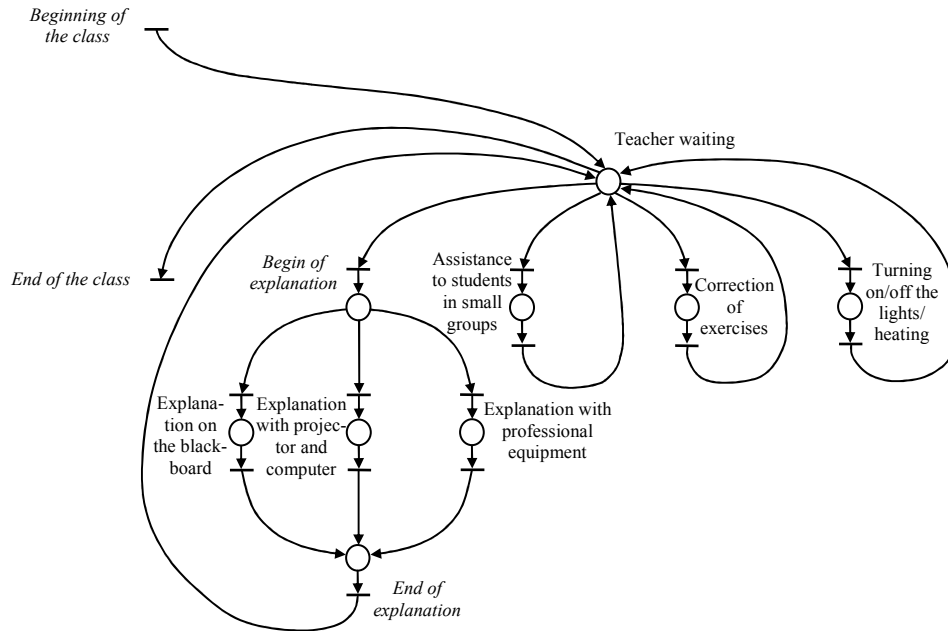 Beginning of
the class
Teacher waiting
End of the class
Begin of
explanation
Assistance
to students
in small
groups
Correction
of
exercises
Turning
on/off the
lights/
heating
Explana-
tion on
the black-
board
Explanation
with projec-
tor and
computer
Explanation with
professional
equipment
End of
explanation